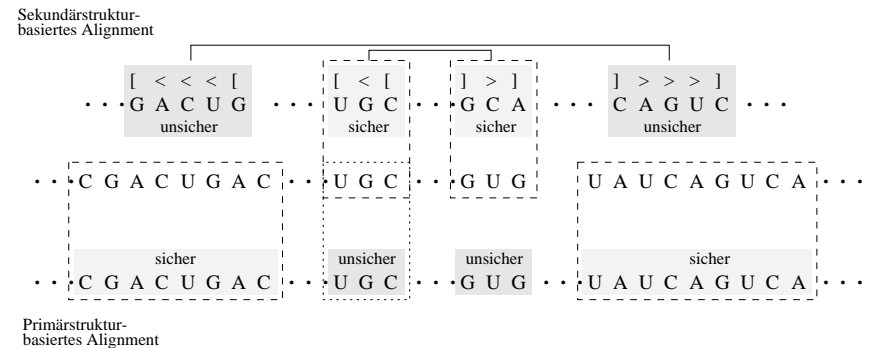 Sekundärstruktur-
basiertes Alignment
[ < < < [ [ < [ ] > ] ] > > > ]
· · · G A C U G · · · U G C · · · G C A · · · C A G U C · · ·
unsicher sicher sicher unsicher
· · · C G A C U G A C · · · U G C · · · G U G U A U C A G U C A · · ·
sicher unsicher unsicher sicher
· · · C G A C U G A C · · · U G C · · · G U G · · · U A U C A G U C A · · ·
Primärstruktur-
basiertes Alignment